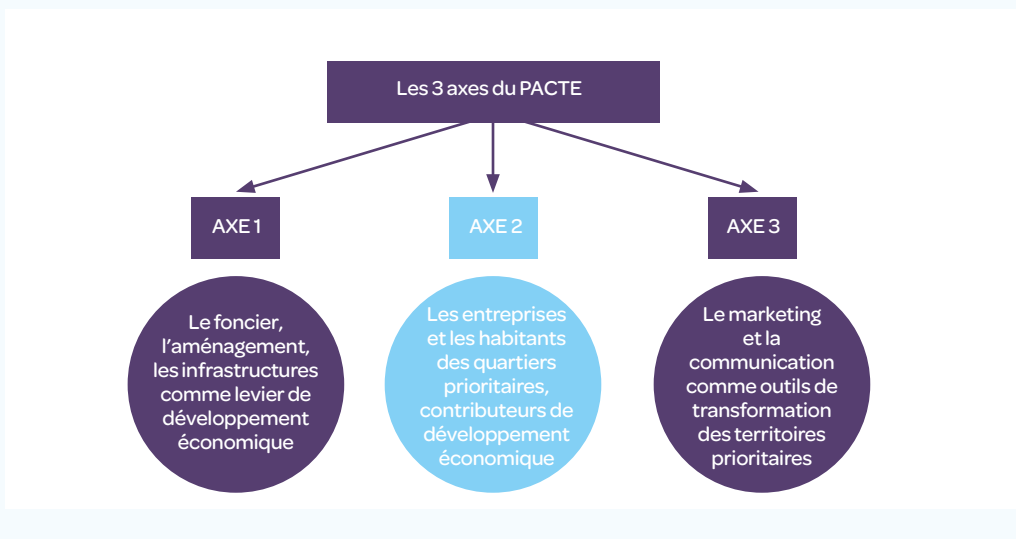 Les 3 axes du PACTE
AXE 1
AXE 2
AXE 3
Le foncier,
l'aménagement,
les infrastructures
comme levier de
développement
économique
Les entreprises
et les habitants
des quartiers
prioritaires,
contributeurs de
développement
économique
Le marketing
et la
communication
comme outils de
transformation
des territoires
prioritaires